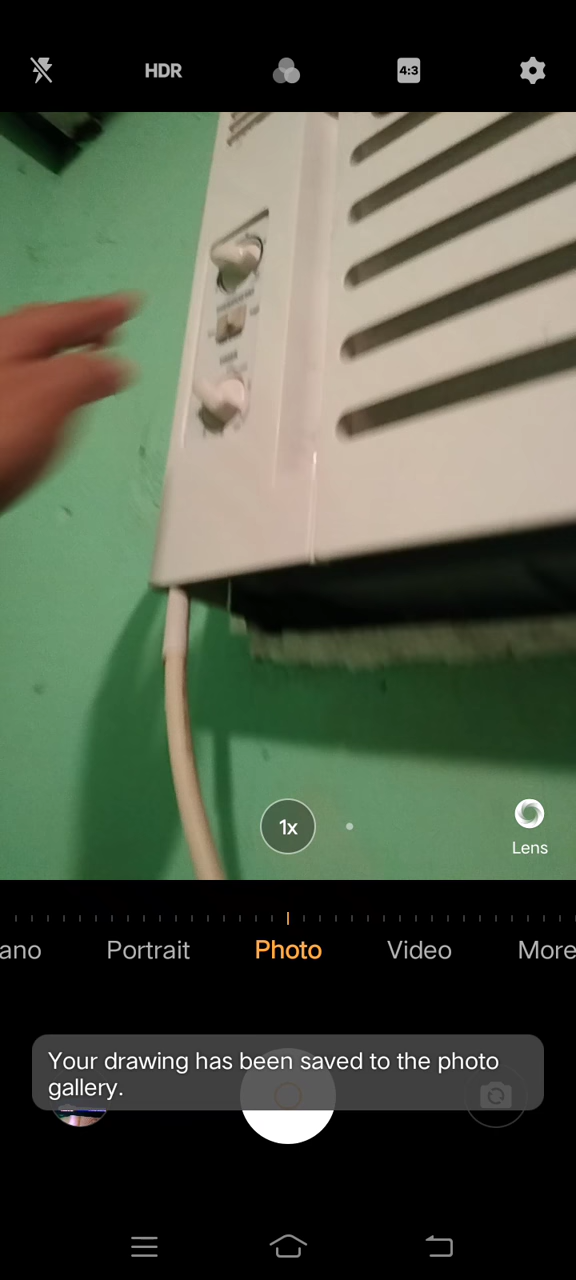 HDR
4:3
1x
Lens
ano
Portrait
Photo
Video
More
Your drawing has been saved to the photo
gallery.